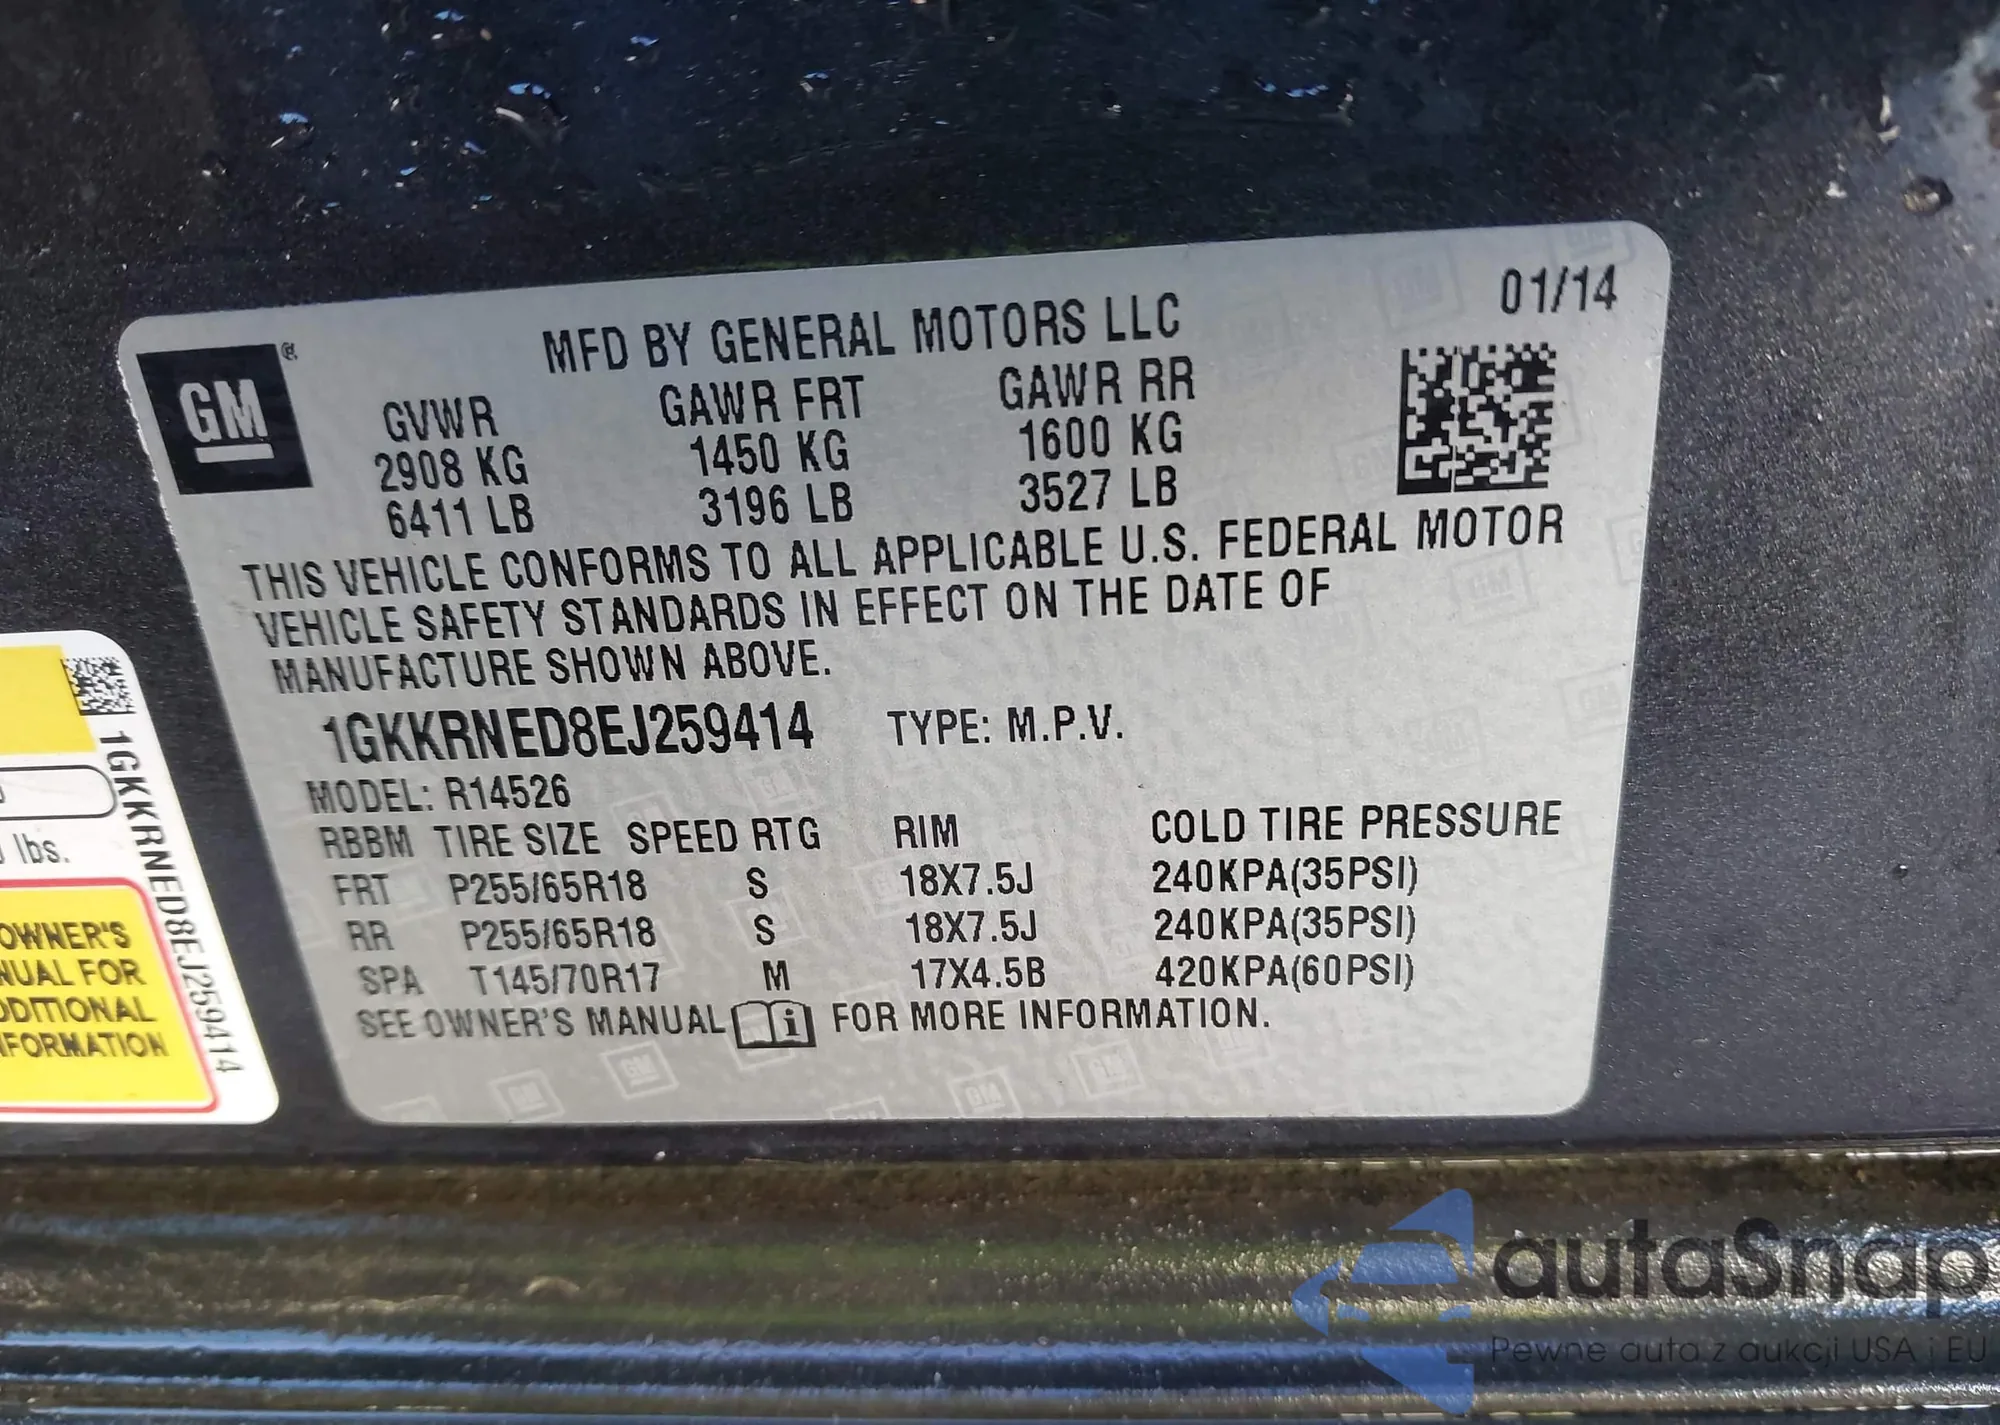 MFD BY GENERAL MOTORS LLC 01/14
GM
GVWR GAWR FRT GAWR RR
2908 KG 1450 KG 1600 KG
6411 LB 3196 LB 3527 LB
THIS VEHICLE CONFORMS TO ALL APPLICABLE U.S. FEDERAL MOTOR
VEHICLE SAFETY STANDARDS IN EFFECT ON THE DATE OF
MANUFACTURE SHOWN ABOVE.
1GKKRNED8EJ259414 TYPE: M.P.V.
MODEL: R14526
RBBM TIRE SIZE SPEED RTG RIM COLD TIRE PRESSURE
FRT P255/65R18 S 18X7.5J 240KPA(35PSI)
RR P255/65R18 S 18X7.5J 240KPA(35PSI)
SPA T145/70R17 M 17X4.5B 420KPA(60PSI)
SEE OWNER'S MANUAL i FOR MORE INFORMATION.
1GKKRNED8EJ259414
lbs.
OWNER'S
FOR
autaSnap
Pewne auta z aukcji USA i EU